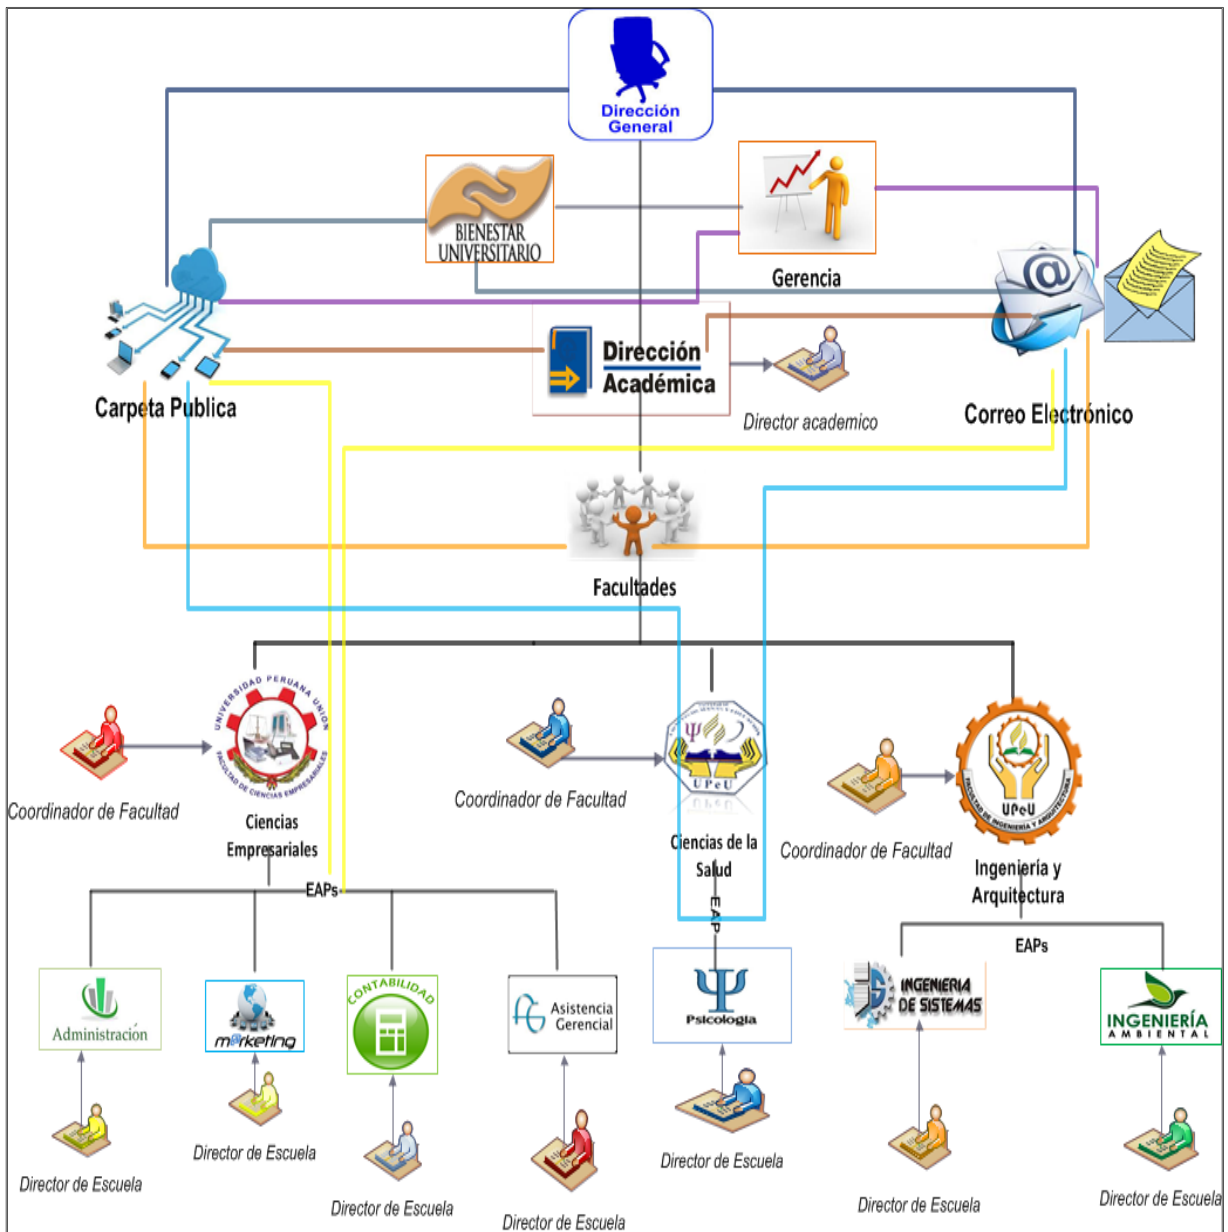 Dirección
General
BIENESTAR
UNIVERSITARIO
Gerencia
@
Dirección
Académica
Carpeta Publica
Director academico
Correo Electrónico
Facultades
UNIVERSIDAD PERUANA UNION
FACULTAD DE CIENCIAS EMPRESARIALES
UPeU
UPeU
FACULTAD DE INGENIERÍA Y ARQUITECTURA
Coordinador de Facultad
Coordinador de Facultad
Coordinador de Facultad
Ciencias
Empresariales
Ciencias de la
Salud
Ingeniería y
Arquitectura
EAPs
EAP
EAPs
Administración
m@rketing
CONTABILIDAD
Asistencia
Gerencial
Psicologia
INGENIERIA
DE SISTEMAS
INGENIERÍA
AMBIENTAL
Director de Escuela
Director de Escuela
Director de Escuela
Director de Escuela
Director de Escuela
Director de Escuela
Director de Escuela